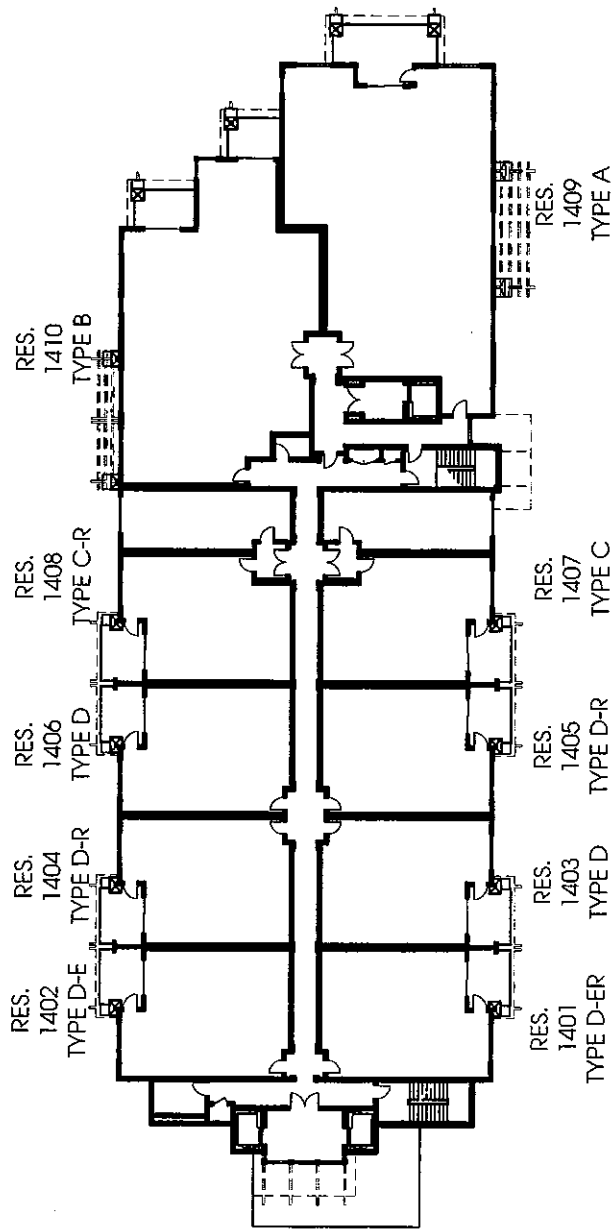 RES.
1402
TYPE D-E
RES.
1404
TYPE D-R
RES.
1406
TYPE D
RES.
1408
TYPE C-R
RES.
1410
TYPE B
RES.
1401
TYPE D-ER
RES.
1403
TYPE D
RES.
1405
TYPE D-R
RES.
1407
TYPE C
RES.
1409
TYPE A